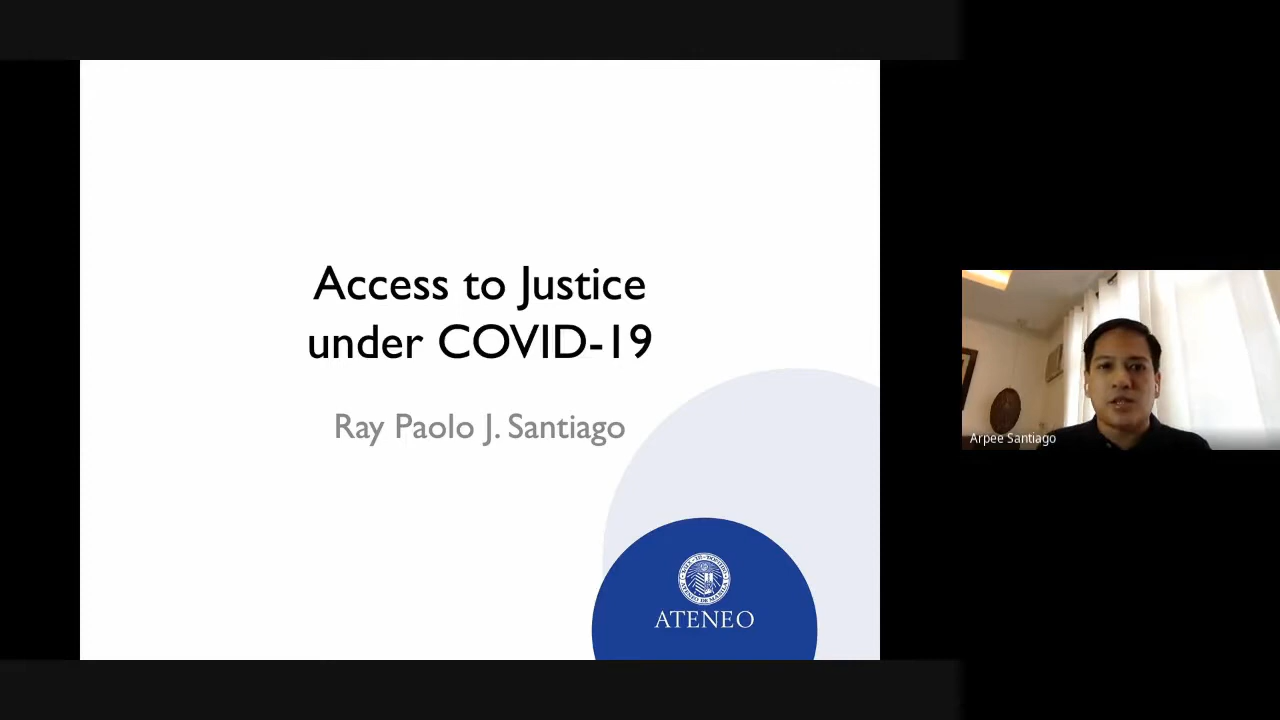 Access to Justice
under COVID-19
Ray Paolo J. Santiago
ATENEO
Arpee Santiago